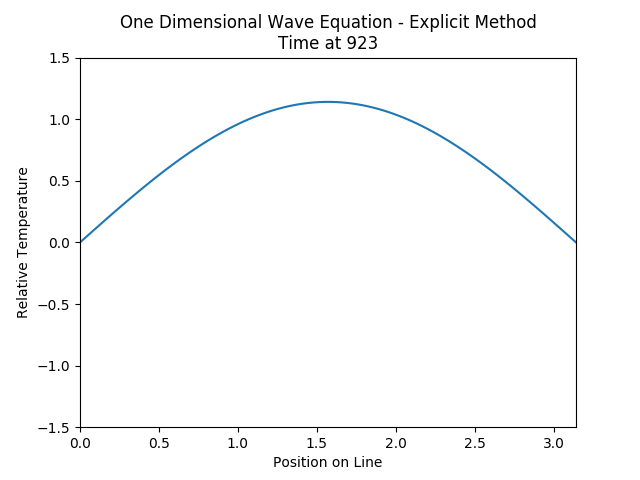 One Dimensional Wave Equation - Explicit Method
Time at 923
1.5
1.0
0.5
0.0
−0.5
−1.0
−1.5
Relative Temperature
0.0 0.5 1.0 1.5 2.0 2.5 3.0
Position on Line